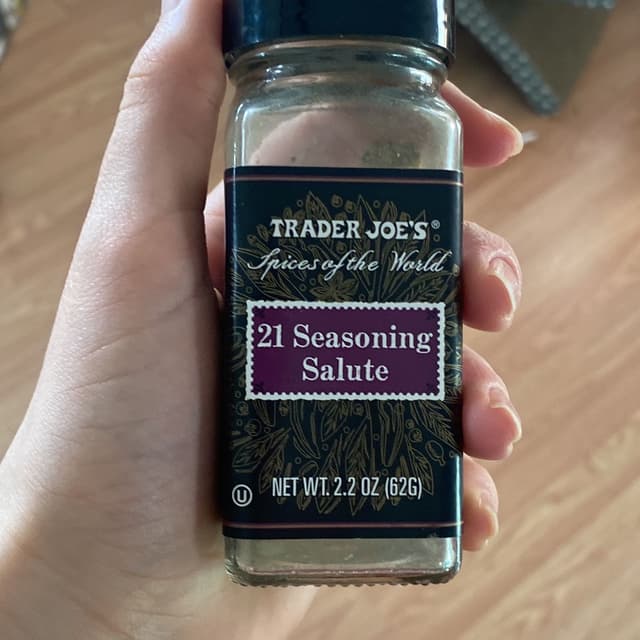 TRADER JOE'S®
Spices of the World
21 Seasoning
Salute
U
NET WT. 2.2 OZ (62G)